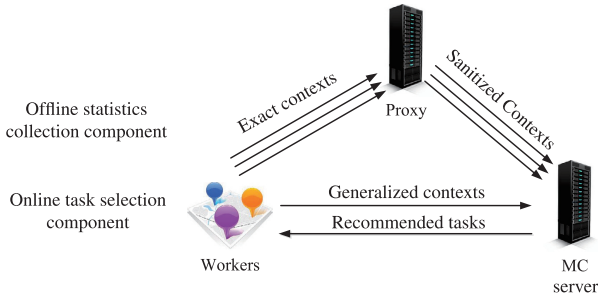 Exact contexts
Sanitized Contexts
Proxy
Offline statistics
collection component
Online task selection
component
Generalized contexts
Recommended tasks
Workers
MC
server